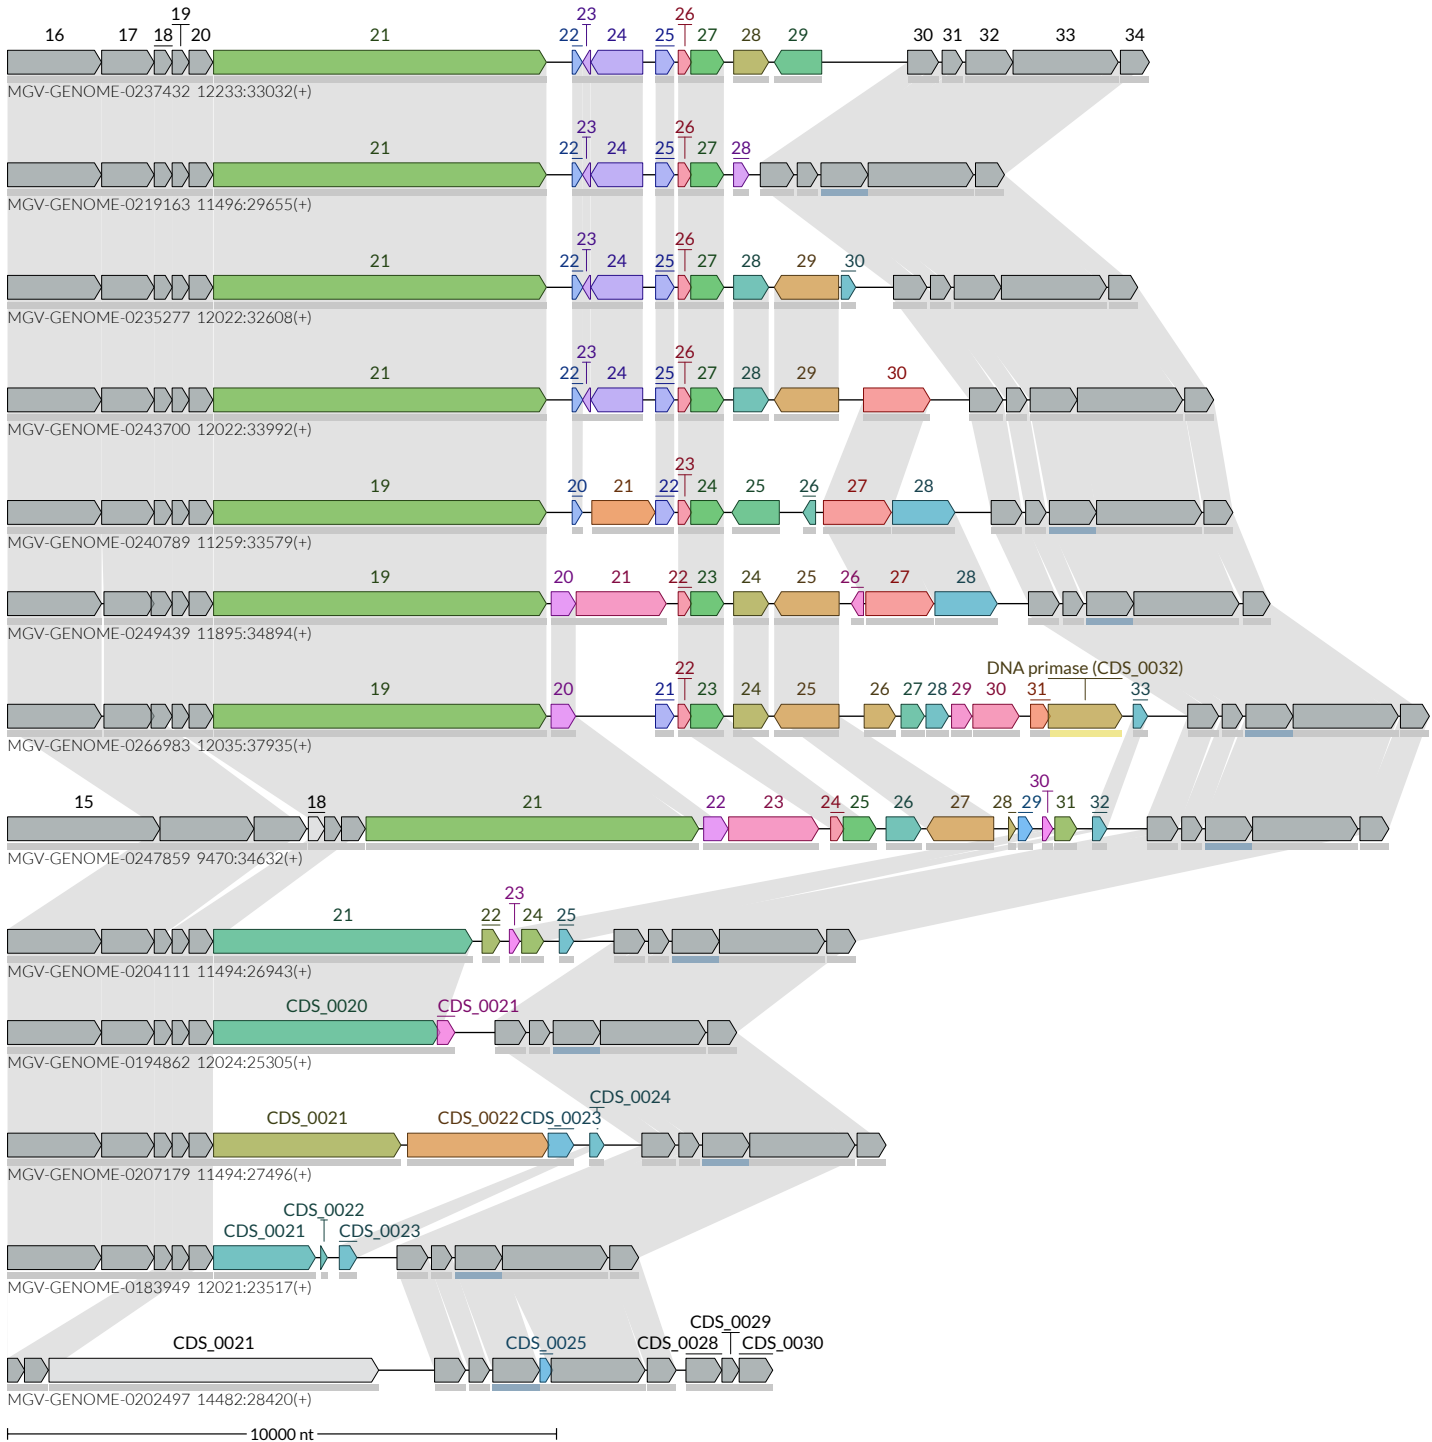 19 23 26
16 17 18 20 21 22 24 25 27 28 29 30 31 32 33 34
MGV-GENOME-0237432 12233:33032(+)
23 26
21 22 24 25 27 28
MGV-GENOME-0219163 11496:29655(+)
23 26
21 22 24 25 27 28 29 30
MGV-GENOME-0235277 12022:32608(+)
23 26
21 22 24 25 27 28 29 30
MGV-GENOME-0243700 12022:33992(+)
23
19 20 21 22 24 25 26 27 28
MGV-GENOME-0240789 11259:33579(+)
19 20 21 22 23 24 25 26 27 28
MGV-GENOME-0249439 11895:34894(+)
22 DNA primase (CDS_0032)
19 20 21 23 24 25 26 27 28 29 30 31 33
MGV-GENOME-0266983 12035:37935(+)
30
15 18 21 22 23 24 25 26 27 28 29 31 32
MGV-GENOME-0247859 9470:34632(+)
23
21 22 24 25
MGV-GENOME-0204111 11494:26943(+)
CDS_0020 CDS_0021
MGV-GENOME-0194862 12024:25305(+)
CDS_0024
CDS_0021 CDS_0022 CDS_0023
MGV-GENOME-0207179 11494:27496(+)
CDS_0022
CDS_0021 CDS_0023
MGV-GENOME-0183949 12021:23517(+)
CDS_0029
CDS_0021 CDS_0025 CDS_0028 CDS_0030
MGV-GENOME-0202497 14482:28420(+)
10000 nt